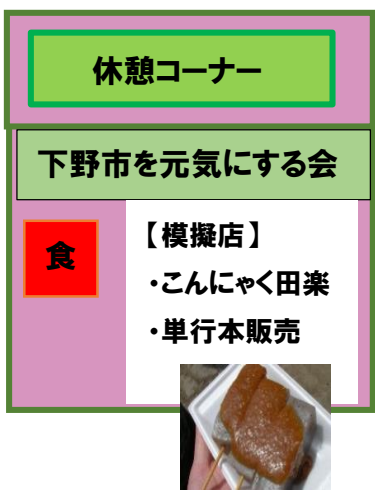 休憩コーナー
下野市を元気にする会
食
【模擬店】
・こんにゃく田楽
・単行本販売